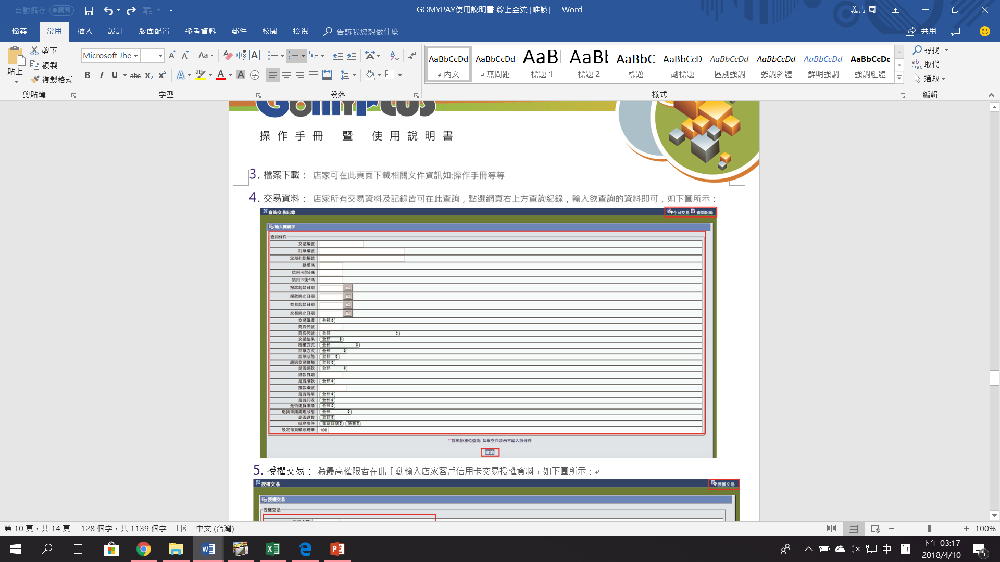 自動儲存 關閉
GOMYPAY使用說明書 線上金流 [唯讀] - Word
義青 周
檔案 常用 插入 設計 版面配置 參考資料 郵件 校閱 檢視 告訴我您想做什麼
共用
貼上
剪下
複製
複製格式
剪貼簿
Microsoft Jhe
字型
段落
AaBbCcDd AaBbCcDd AaBl AaBb AaBbC AaBbCcD AaBbCcDd AaBbCcDd AaBbCcDd AaBbCcDc
內文 無間距 標題 1 標題 2 標題 副標題 區別強調 強調斜體 鮮明強調 強調粗體
樣式
尋找
取代
選取
編輯
操作手冊 暨 使用說明書
3. 檔案下載： 店家可在此頁面下載相關文件資訊如:操作手冊等等
4. 交易資料： 店家所有交易資料及記錄皆可在此查詢，點選網頁右上方查詢紀錄，輸入欲查詢的資料即可，如下圖所示：
查詢交易記錄
今日交易 查詢記錄
輸入關鍵字
查詢條件
交易編號
訂單編號
定期扣款編號
授權碼
信用卡前6碼
信用卡後4碼
撥款起始日期
撥款終止日期
交易起始日期
交易終止日期
交易環境 全部
商店代號
商店代號 全部
交易結果 全部
授權方式 全部
回單方式 全部
回單狀態 全部
超過交易限額 全部
是否請款 全部
請款日期
是否撥款 全部
撥款編號
是否調單 全部
是否託收 全部
是否退貨申請 全部
退貨申請處理狀態 全部
是否退貨 全部
排序條件 交易日期 降冪
設定每頁顯示幾筆 100
查詢
5. 授權交易： 為最高權限者在此手動輸入店家客戶信用卡交易授權資料，如下圖所示：
授權交易
授權交易
授權交易
授權交易
第 10 頁，共 14 頁 128 個字，共 1139 個字 中文 (台灣)
100%
中
下午 03:17
2018/4/10
5